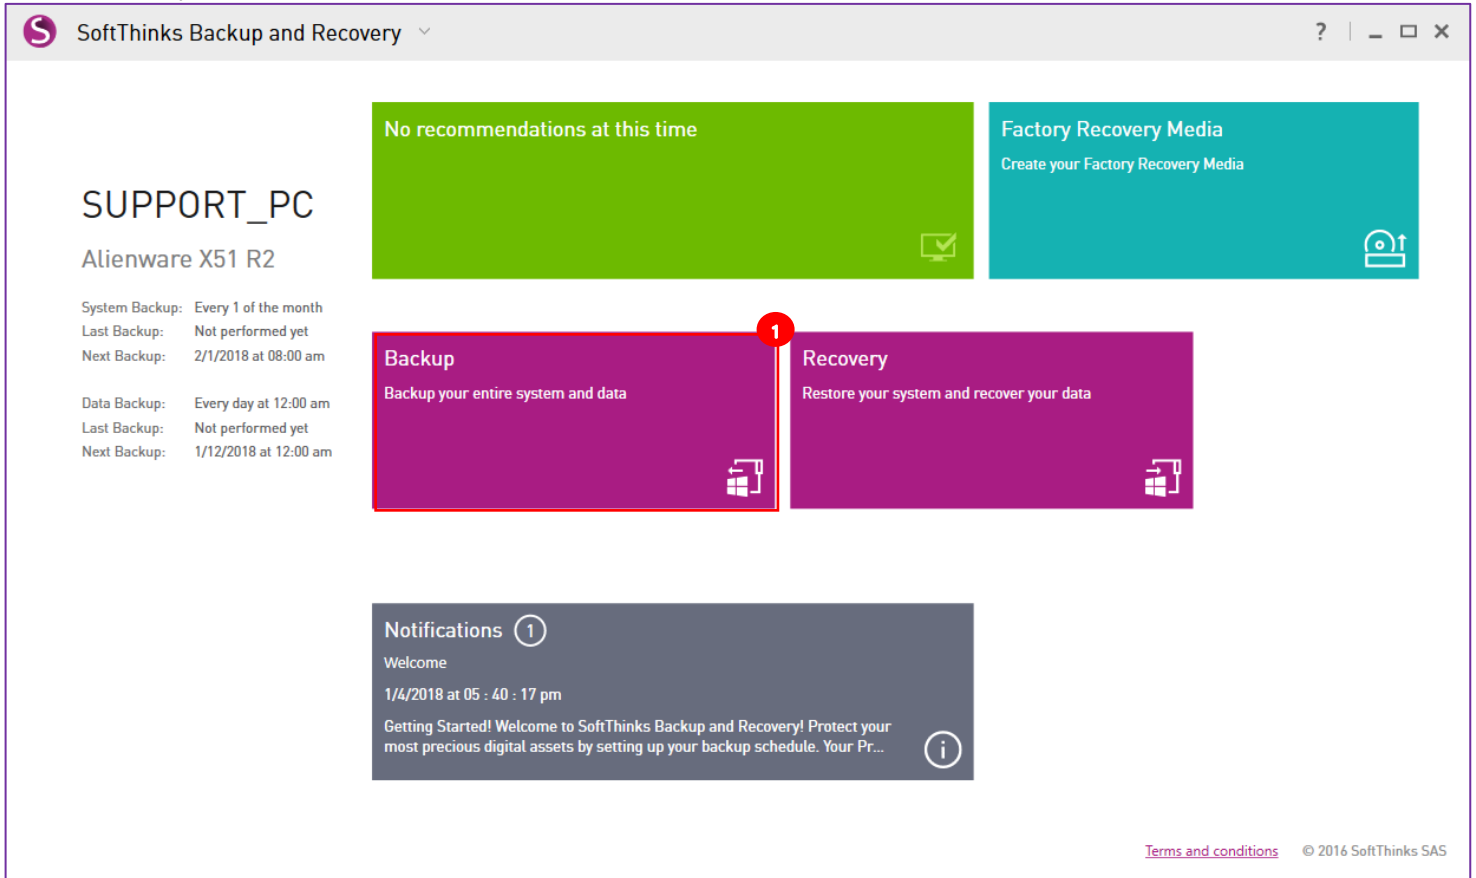 SoftThinks Backup and Recovery
?
No recommendations at this time
Factory Recovery Media
Create your Factory Recovery Media
SUPPORT_PC
Alienware X51 R2
System Backup: Every 1 of the month
Last Backup: Not performed yet
Next Backup: 2/1/2018 at 08:00 am
Data Backup: Every day at 12:00 am
Last Backup: Not performed yet
Next Backup: 1/12/2018 at 12:00 am
1
Backup
Backup your entire system and data
Recovery
Restore your system and recover your data
Notifications 1
Welcome
1/4/2018 at 05 : 40 : 17 pm
Getting Started! Welcome to SoftThinks Backup and Recovery! Protect your
most precious digital assets by setting up your backup schedule. Your Pr...
Terms and conditions © 2016 SoftThinks SAS